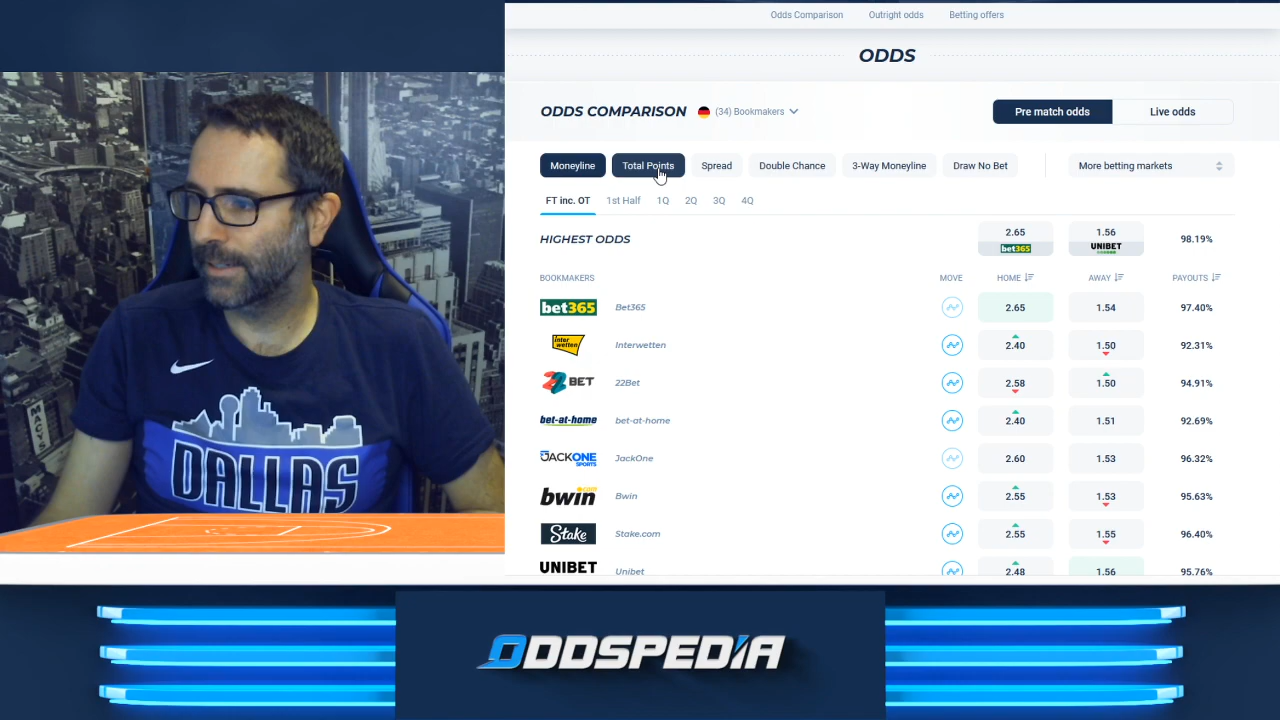 Odds Comparison Outright odds Betting offers
ODDS
ODDS COMPARISON (34) Bookmakers Pre match odds Live odds
Moneyline Total Points Spread Double Chance 3-Way Moneyline Draw No Bet More betting markets
FT inc. OT 1st Half 1Q 2Q 3Q 4Q
HIGHEST ODDS 2.65 bet365 1.56 UNIBET 98.19%
BOOKMAKERS MOVE HOME AWAY PAYOUTS
bet365 Bet365 2.65 1.54 97.40%
Inter wetten Interwetten 2.40 1.50 92.31%
22BET 22Bet 2.58 1.50 94.91%
bet-at-home bet-at-home 2.40 1.51 92.69%
JACKONE SPORTS JackOne 2.60 1.53 96.32%
bwin .com Bwin 2.55 1.53 95.63%
Stake Stake.com 2.55 1.55 96.40%
UNIBET Unibet 2.48 1.56 95.76%
MACYS
DALLAS
ODDSPEDIA